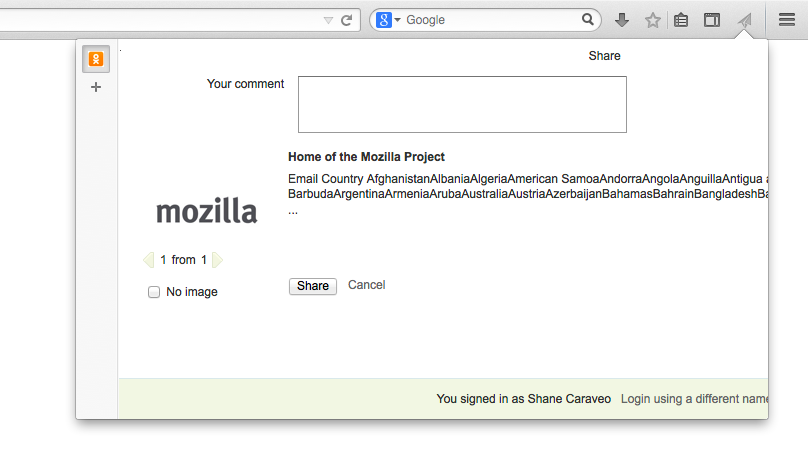 Google
.
Share
Your comment
Home of the Mozilla Project
Email Country AfghanistanAlbaniaAlgeriaAmerican SamoaAndorraAngolaAnguillaAntigua a
BarbudaArgentinaArmeniaArubaAustraliaAustriaAzerbaijanBahamasBahrainBangladeshBa
...
mozilla
1 from 1
No image
Share Cancel
You signed in as Shane Caraveo Login using a different name